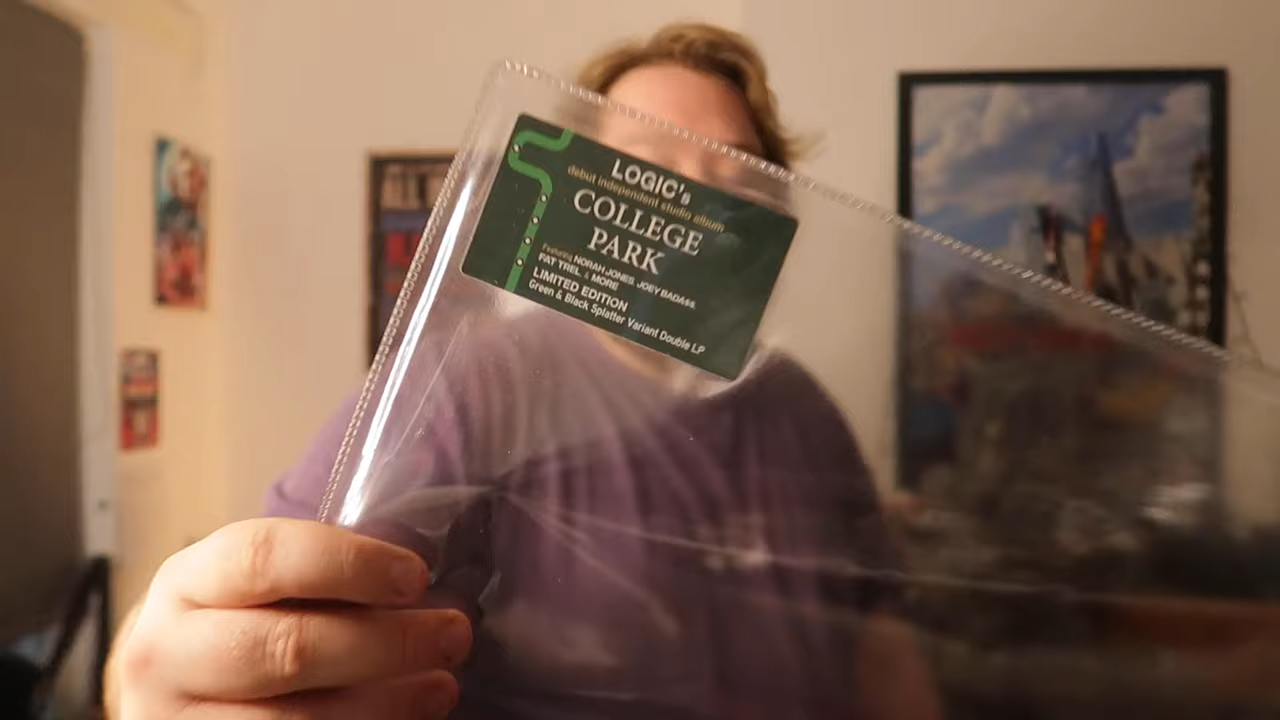 LOGIC's
debut independent studio album
COLLEGE
PARK
Featuring NORAH JONES, JOEY BADA$$,
FAT TREL & MORE
LIMITED EDITION
Green & Black Splatter Variant Double LP